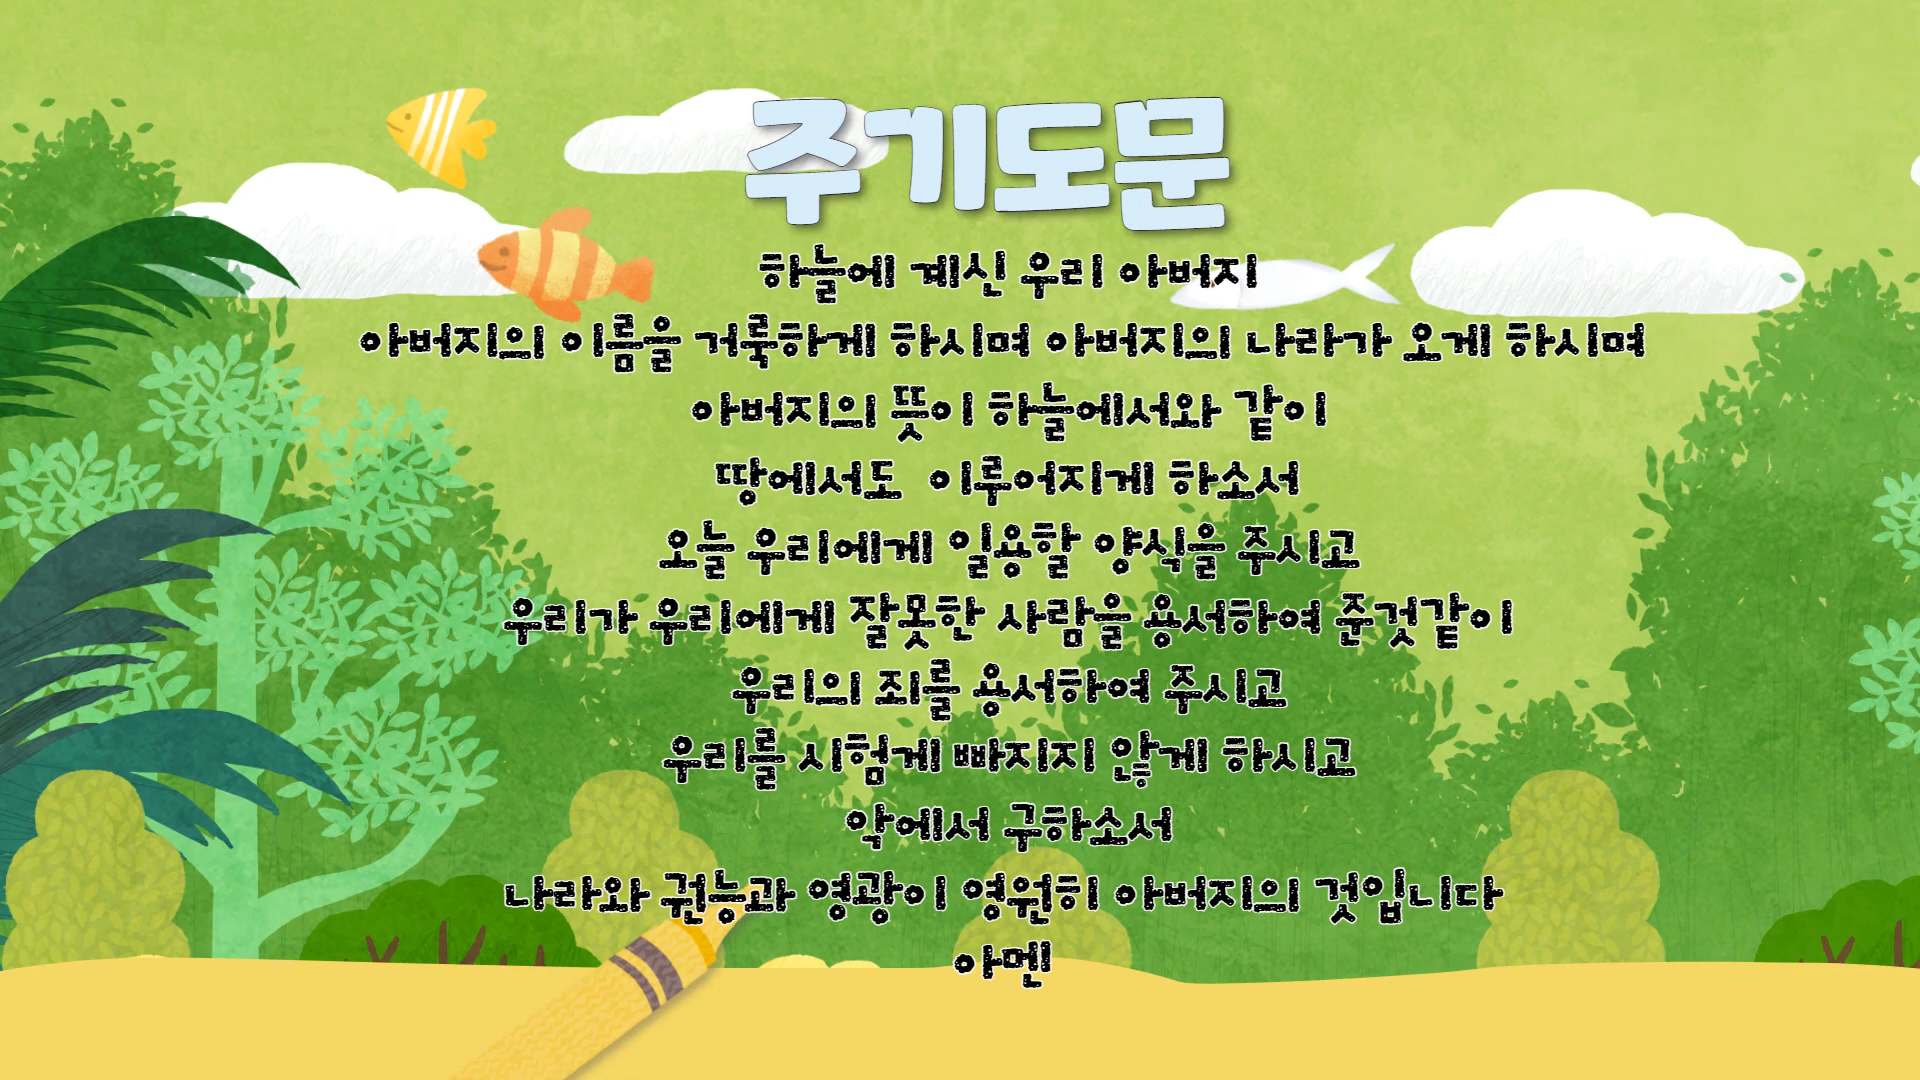 주기도문
하늘에 계신 우리 아버지
아버지의 이름을 거룩하게 하시며 아버지의 나라가 오게 하시며
아버지의 뜻이 하늘에서와 같이
땅에서도 이루어지게 하소서
오늘 우리에게 일용할 양식을 주시고
우리가 우리에게 잘못한 사람을 용서하여 준것같이
우리의 죄를 용서하여 주시고
우리를 시험게 빠지지 않게 하시고
악에서 구하소서
나라와 권능과 영광이 영원히 아버지의 것입니다
아멘